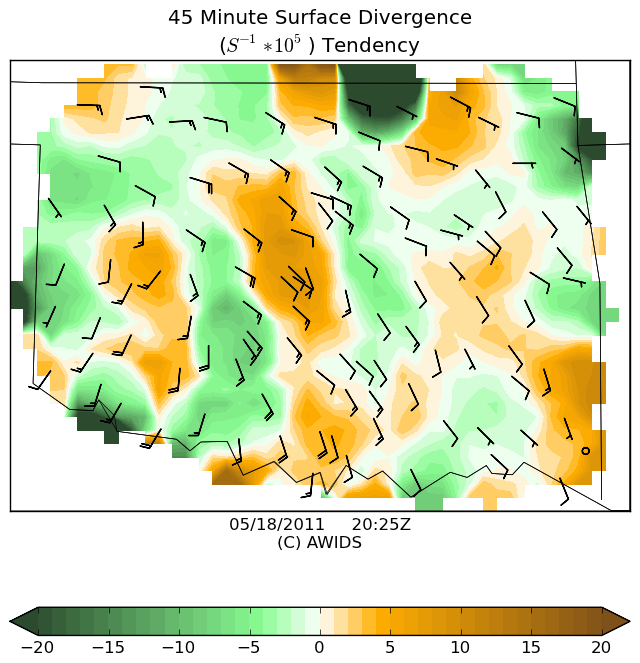 45 Minute Surface Divergence
(S⁻¹ *10⁵ ) Tendency
05/18/2011 20:25Z
(C) AWIDS
−20 −15 −10 −5 0 5 10 15 20